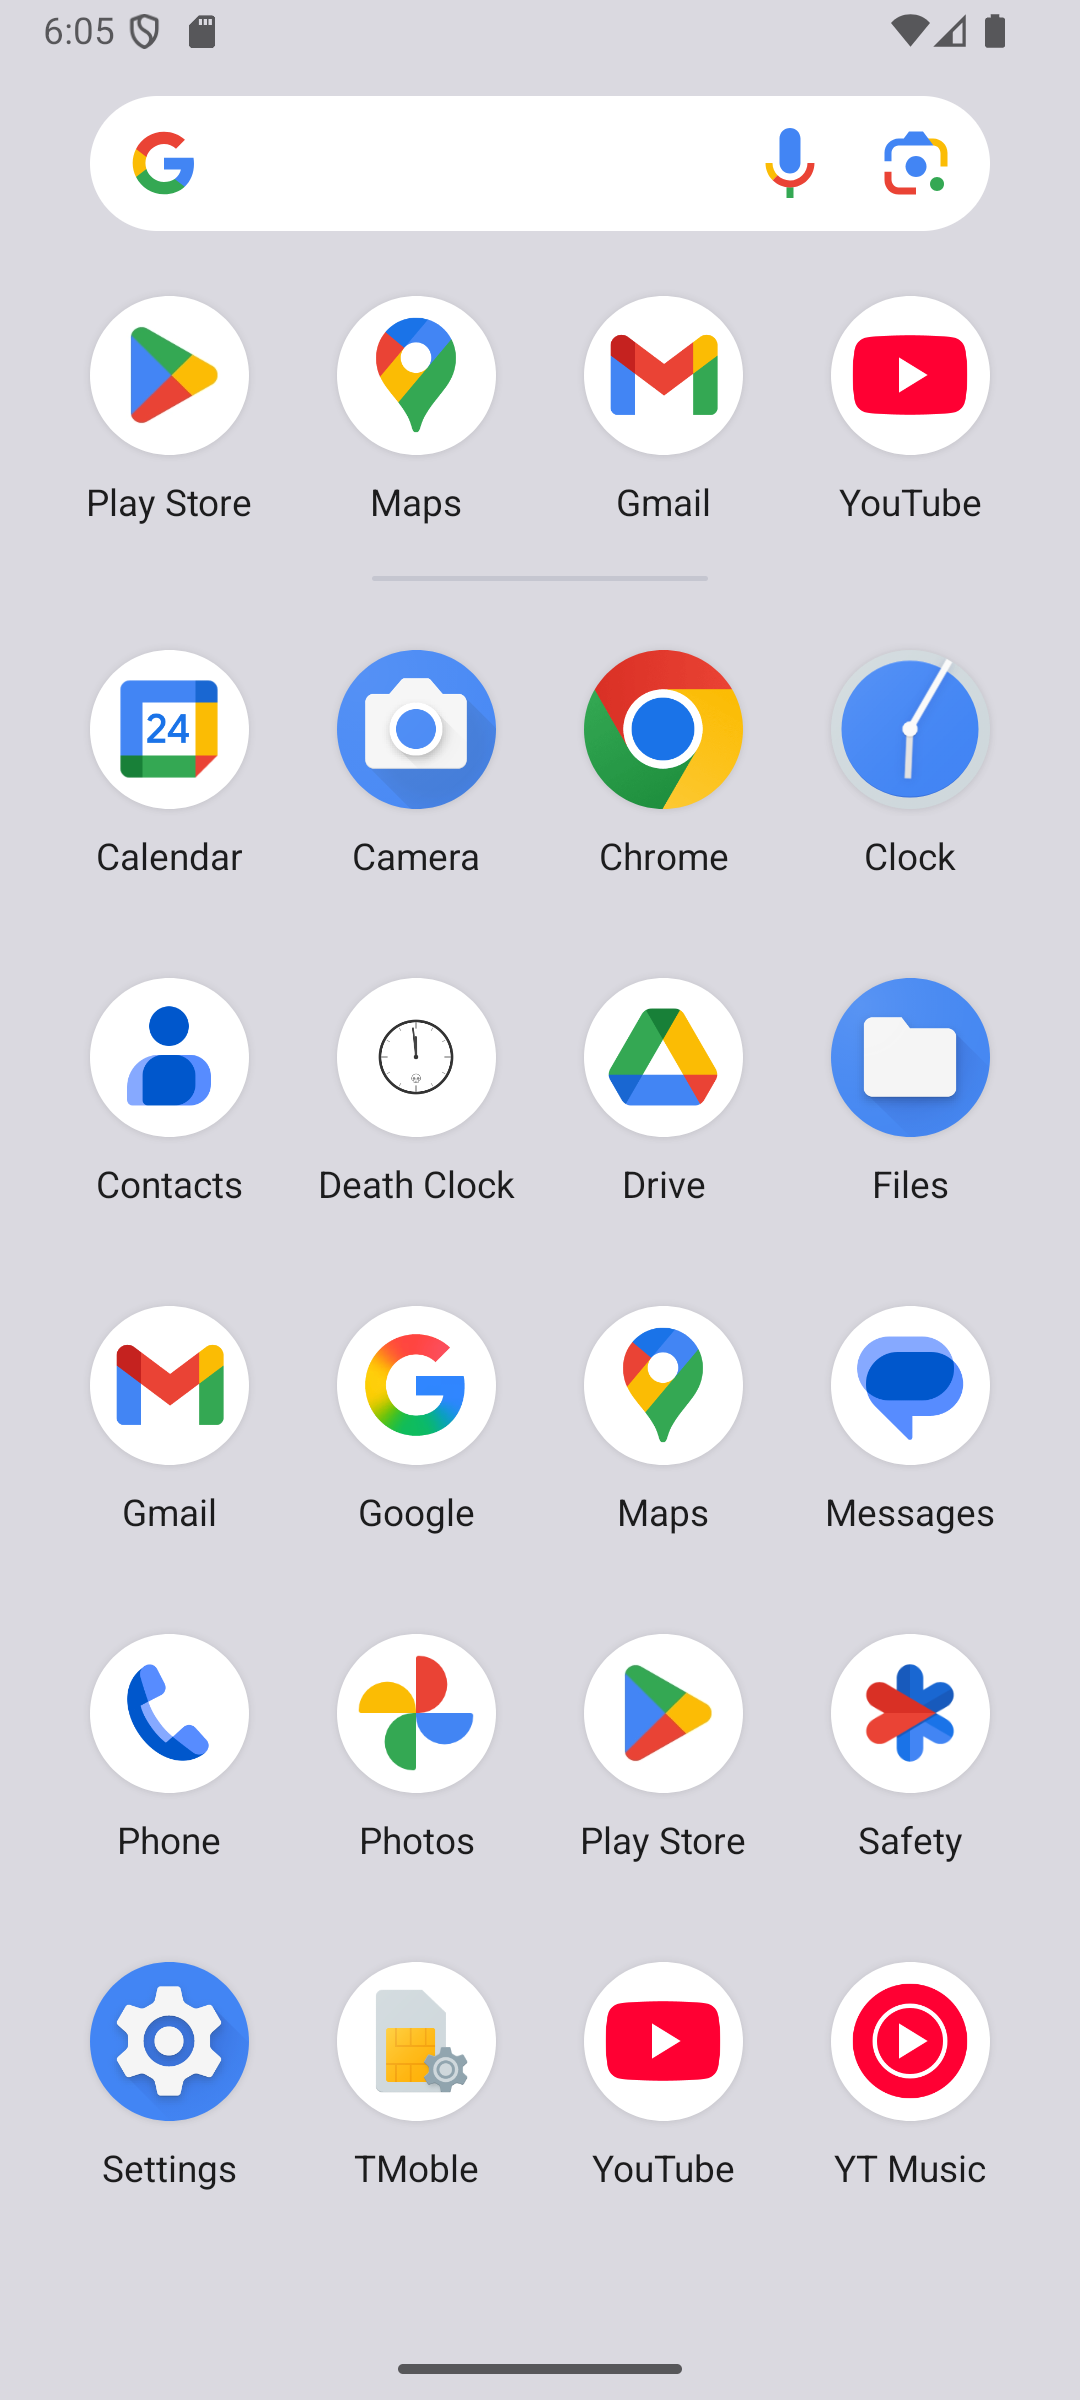 6:05
Play Store Maps Gmail YouTube
24
Calendar Camera Chrome Clock
Contacts Death Clock Drive Files
Gmail Google Maps Messages
Phone Photos Play Store Safety
Settings TMoble YouTube YT Music